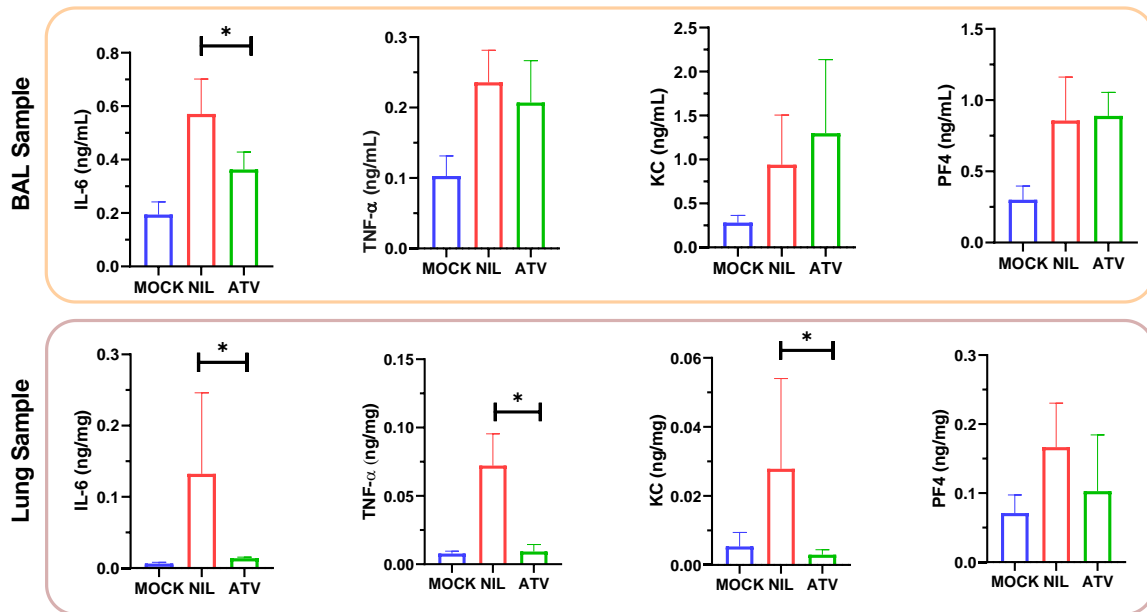 BAL Sample
IL-6 (ng/mL)
0.8
0.6
0.4
0.2
0.0
*
MOCK NIL ATV
TNF-α (ng/mL)
0.3
0.2
0.1
0.0
MOCK NIL ATV
KC (ng/mL)
2.5
2.0
1.5
1.0
0.5
0.0
MOCK NIL ATV
PF4 (ng/mL)
1.5
1.0
0.5
0.0
MOCK NIL ATV
Lung Sample
IL-6 (ng/mg)
0.3
0.2
0.1
0.0
*
MOCK NIL ATV
TNF-α (ng/mg)
0.15
0.10
0.05
0.00
*
MOCK NIL ATV
KC (ng/mg)
0.06
0.04
0.02
0.00
*
MOCK NIL ATV
PF4 (ng/mg)
0.3
0.2
0.1
0.0
MOCK NIL ATV